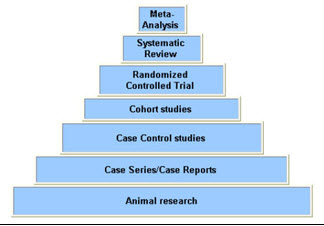 Meta-
Analysis
Systematic
Review
Randomized
Controlled Trial
Cohort studies
Case Control studies
Case Series/Case Reports
Animal research